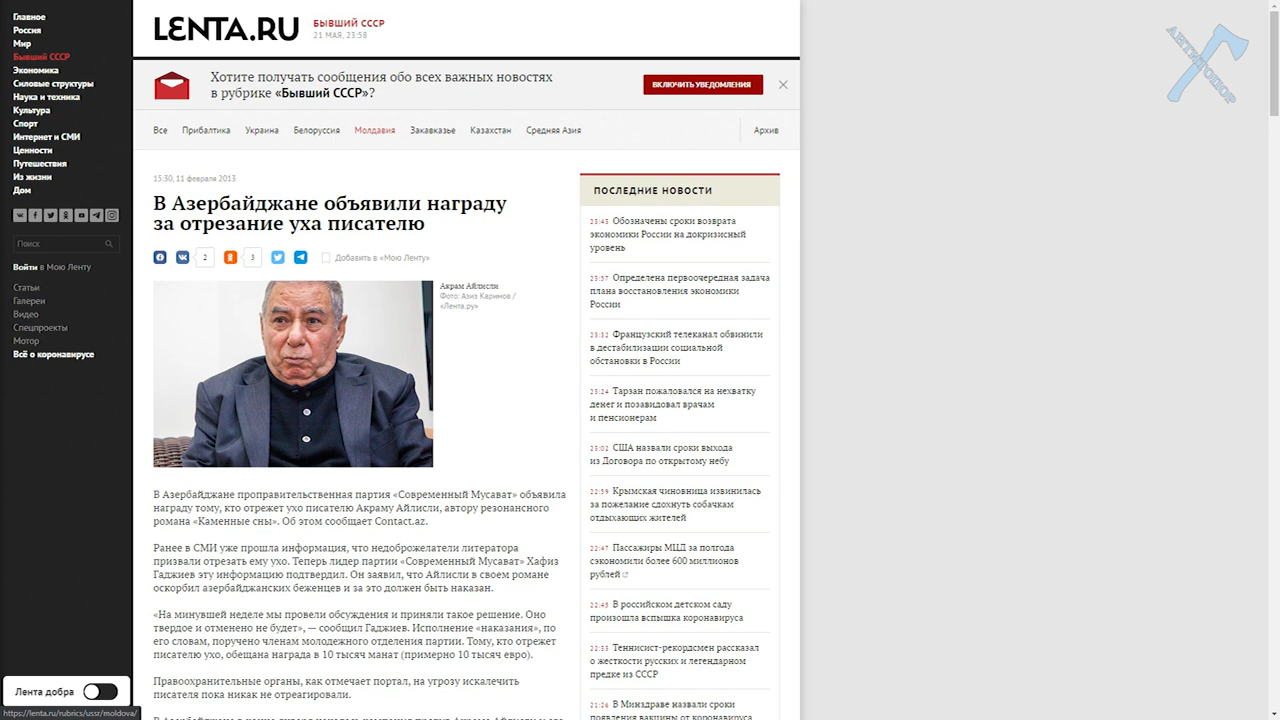 Главное
Россия
Мир
Бывший СССР
Экономика
Силовые структуры
Наука и техника
Культура
Спорт
Интернет и СМИ
Ценности
Путешествия
Из жизни
Дом
Поиск
Войти в Мою Ленту
Статьи
Галереи
Видео
Спецпроекты
Мотор
Всё о коронавирусе
Лента добра
https://lenta.ru/rubrics/ussr/moldova/
LENTA.RU
БЫВШИЙ СССР
21 МАЯ, 23:58
Хотите получать сообщения обо всех важных новостях
в рубрике «Бывший СССР»?
ВКЛЮЧИТЬ УВЕДОМЛЕНИЯ
Все Прибалтика Украина Белоруссия Молдавия Закавказье Казахстан Средняя Азия Архив
15:30, 11 февраля 2013
В Азербайджане объявили награду
за отрезание уха писателю
2 3 Добавить в «Мою Ленту»
Акрам Айлисли
Фото: Азиз Каримов /
«Лента.ру»
В Азербайджане проправительственная партия «Современный Мусават» объявила
награду тому, кто отрежет ухо писателю Акраму Айлисли, автору резонансного
романа «Каменные сны». Об этом сообщает Contact.az.
Ранее в СМИ уже прошла информация, что недоброжелатели литератора
призвали отрезать ему ухо. Теперь лидер партии «Современный Мусават» Хафиз
Гаджиев эту информацию подтвердил. Он заявил, что Айлисли в своем романе
оскорбил азербайджанских беженцев и за это должен быть наказан.
«На минувшей неделе мы провели обсуждения и приняли такое решение. Оно
твердое и отменено не будет», — сообщил Гаджиев. Исполнение «наказания», по
его словам, поручено членам молодежного отделения партии. Тому, кто отрежет
писателю ухо, обещана награда в 10 тысяч манат (примерно 10 тысяч евро).
Правоохранительные органы, как отмечает портал, на угрозу искалечить
писателя пока никак не отреагировали.
ПОСЛЕДНИЕ НОВОСТИ
23:43 Обозначены сроки возврата
экономики России на докризисный
уровень
23:37 Определена первоочередная задача
плана восстановления экономики
России
23:32 Французский телеканал обвинили
в дестабилизации социальной
обстановки в России
23:24 Тарзан пожаловался на нехватку
денег и позавидовал врачам
и пенсионерам
23:02 США назвали сроки выхода
из Договора по открытому небу
22:59 Крымская чиновница извинилась
за пожелание сдохнуть собачкам
отдыхающих жителей
22:47 Пассажиры МЦД за полгода
сэкономили более 600 миллионов
рублей
22:43 В российском детском саду
произошла вспышка коронавируса
22:33 Теннисист-рекордсмен рассказал
о жесткости русских и легендарном
предке из СССР
21:26 В Минздраве назвали сроки
появления вакцины от коронавируса
АНТИТОПОР